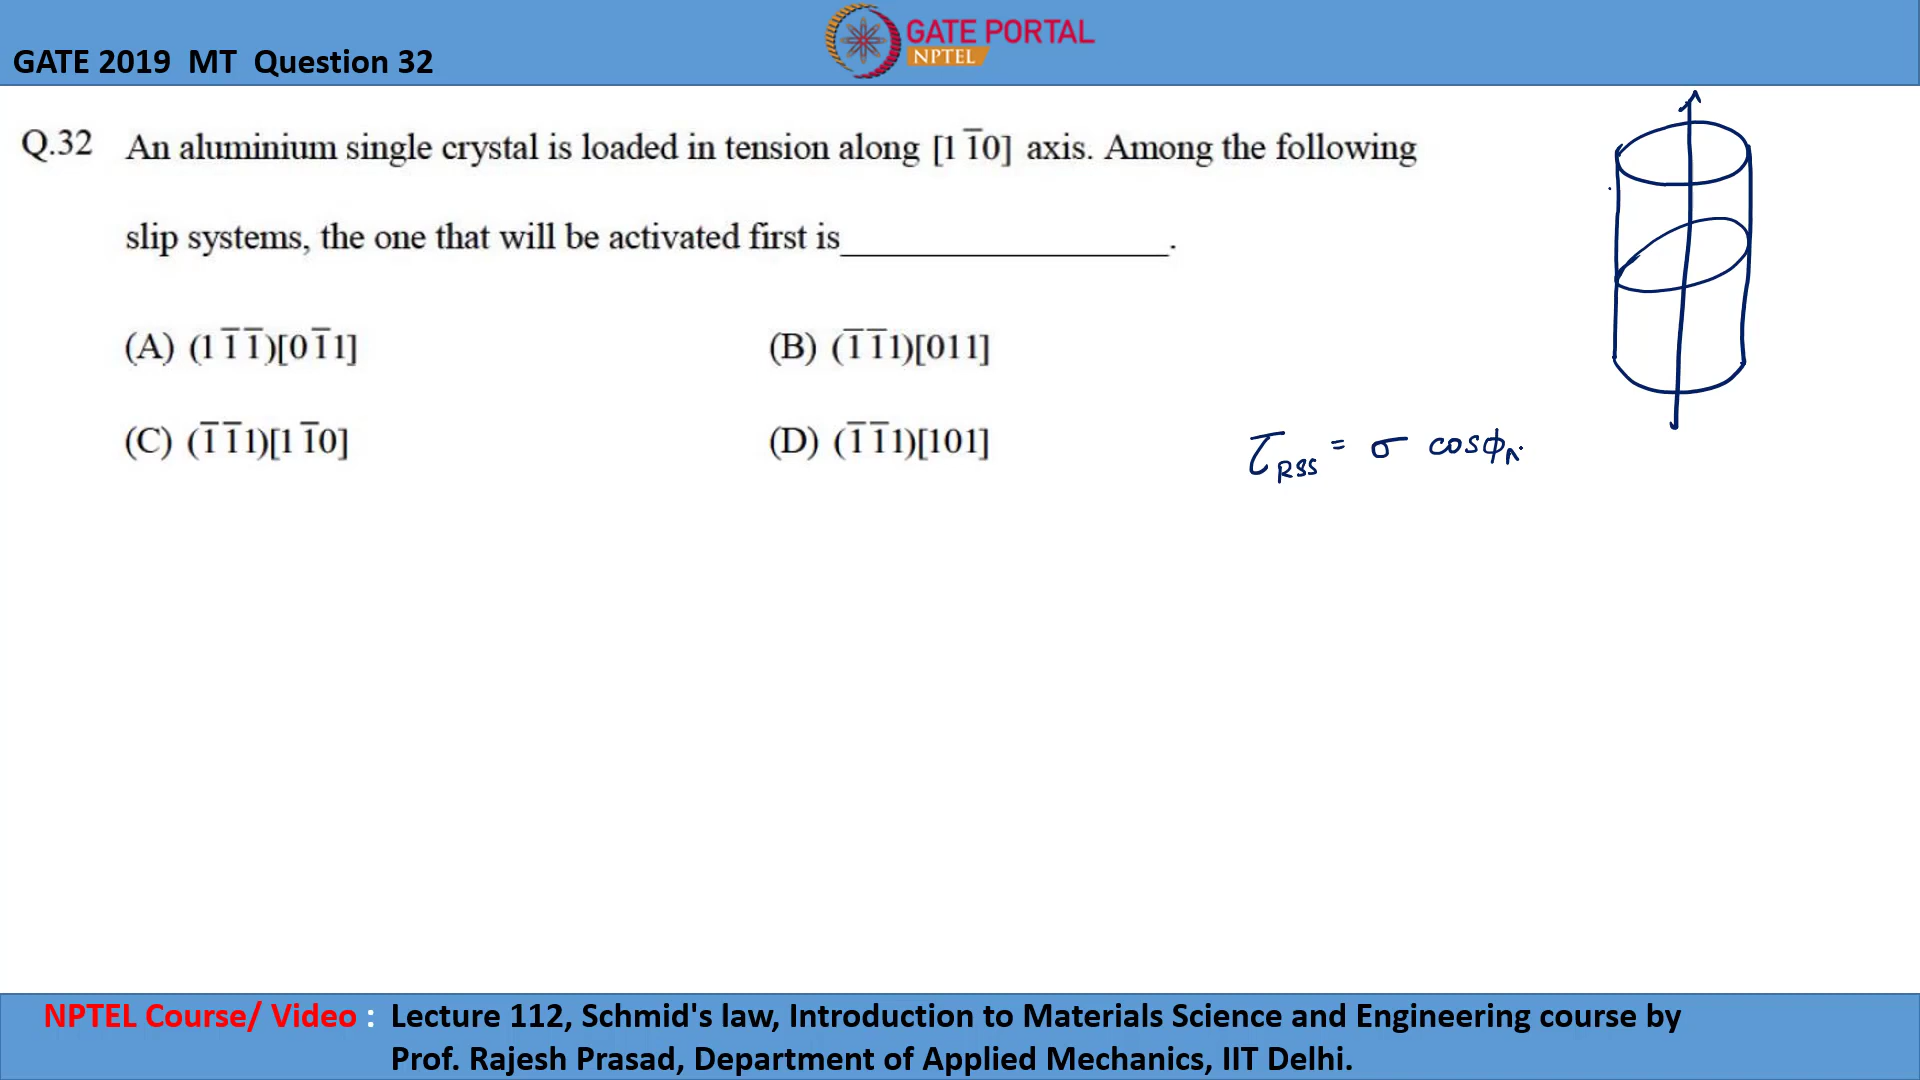 GATE 2019 MT Question 32
GATE PORTAL
NPTEL
Q.32 An aluminium single crystal is loaded in tension along [1 1̅0] axis. Among the following
slip systems, the one that will be activated first is____________________.
(A) (1 1̅ 1̅)[0 1̅ 1] (B) (1̅ 1̅ 1)[011]
(C) (1̅ 1̅ 1)[1 1̅ 0] (D) (1̅ 1̅ 1)[101]
τ_RSS = σ cosϕ
NPTEL Course/ Video : Lecture 112, Schmid's law, Introduction to Materials Science and Engineering course by
Prof. Rajesh Prasad, Department of Applied Mechanics, IIT Delhi.